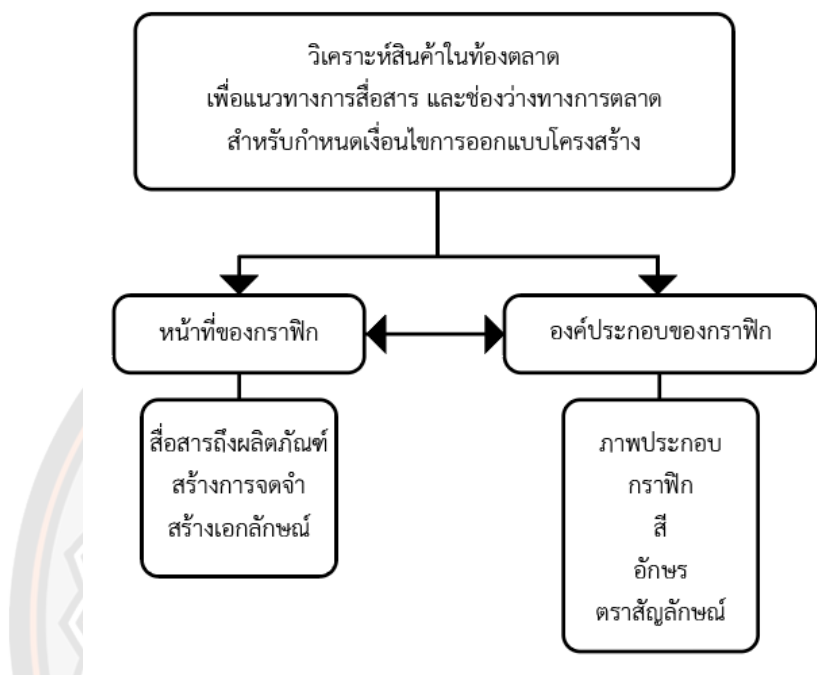 วิเคราะห์สินค้าในท้องตลาด
เพื่อแนวทางการสื่อสาร และช่องว่างทางการตลาด
สำหรับกำหนดเงื่อนไขการออกแบบโครงสร้าง
หน้าที่ของกราฟิก
องค์ประกอบของกราฟิก
สื่อสารถึงผลิตภัณฑ์
สร้างการจดจำ
สร้างเอกลักษณ์
ภาพประกอบ
กราฟิก
สี
อักษร
ตราสัญลักษณ์